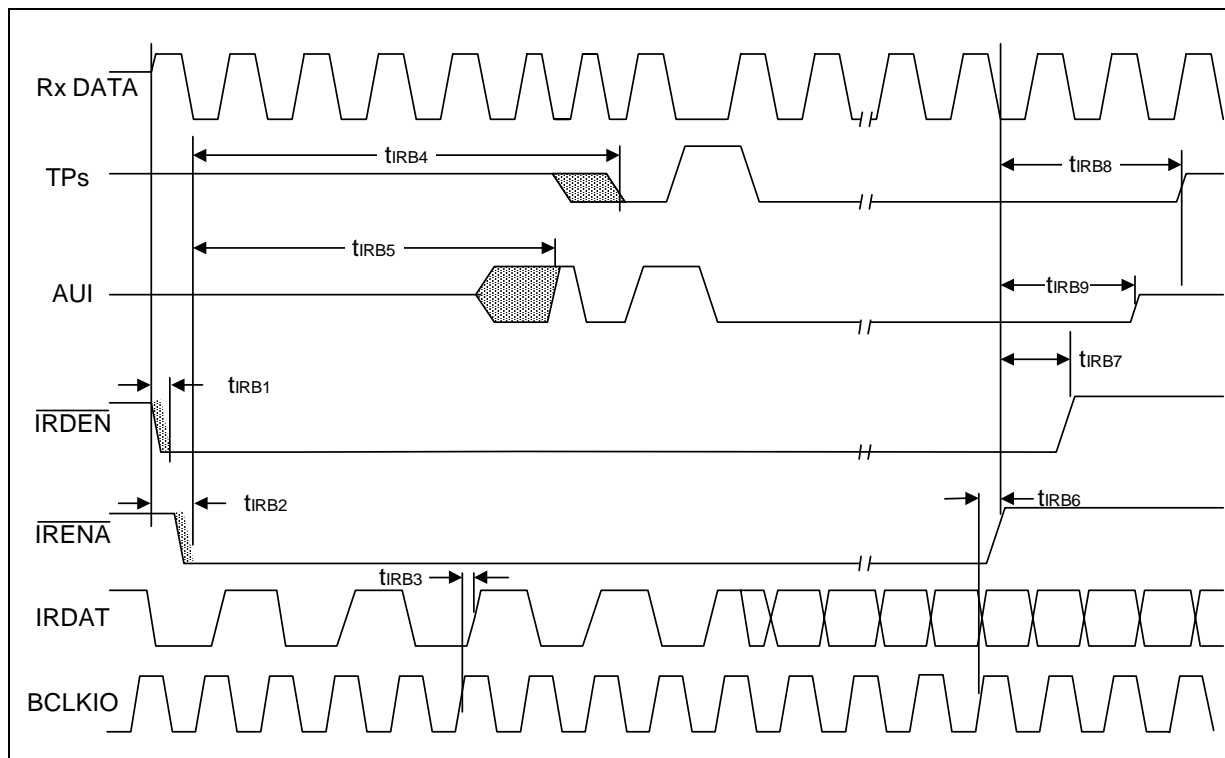 Rx DATA
tIRB4
TPs
tIRB8
tIRB5
AUI
tIRB9
tIRB7
tIRB1
IRDEN
tIRB2
tIRB6
IRENA
tIRB3
IRDAT
BCLKIO